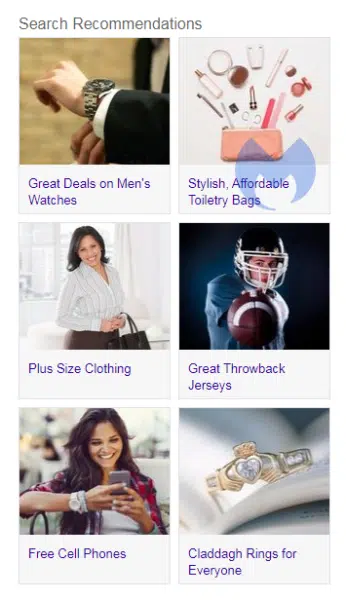 Search Recommendations
Great Deals on Men's
Watches
Stylish, Affordable
Toiletry Bags
Plus Size Clothing
Great Throwback
Jerseys
Free Cell Phones
Claddagh Rings for
Everyone